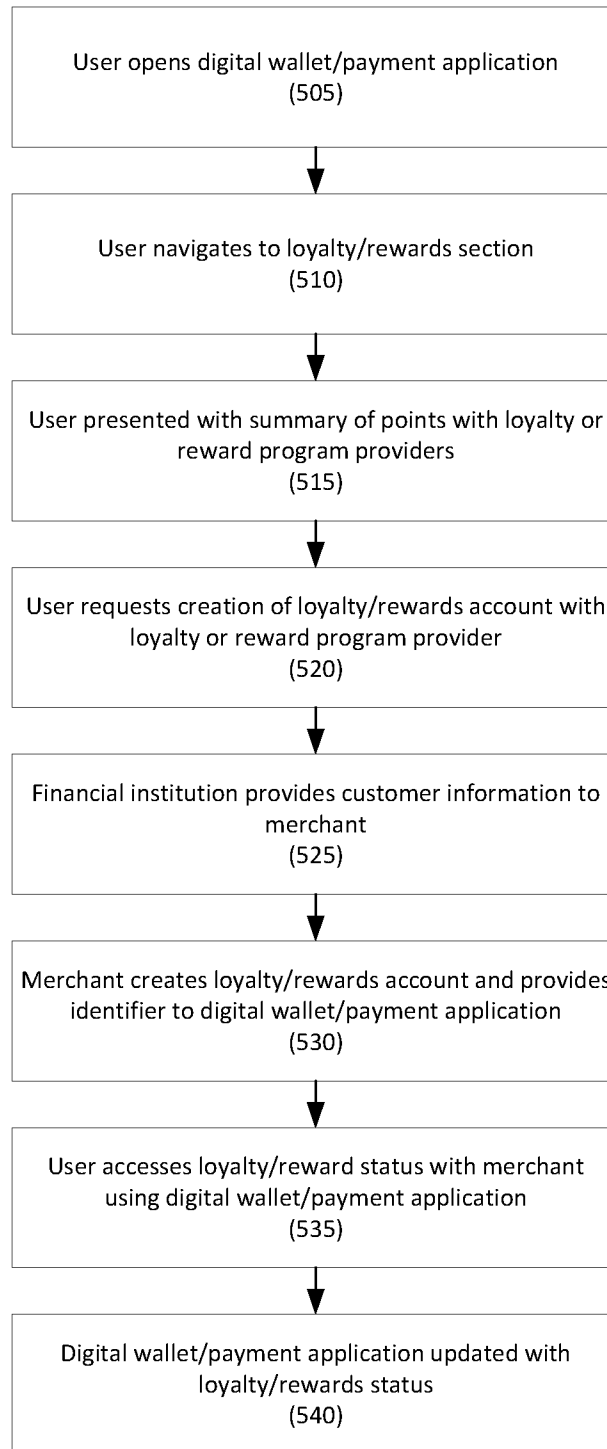 User opens digital wallet/payment application
(505)
User navigates to loyalty/rewards section
(510)
User presented with summary of points with loyalty or
reward program providers
(515)
User requests creation of loyalty/rewards account with
loyalty or reward program provider
(520)
Financial institution provides customer information to
merchant
(525)
Merchant creates loyalty/rewards account and provides
identifier to digital wallet/payment application
(530)
User accesses loyalty/reward status with merchant
using digital wallet/payment application
(535)
Digital wallet/payment application updated with
loyalty/rewards status
(540)